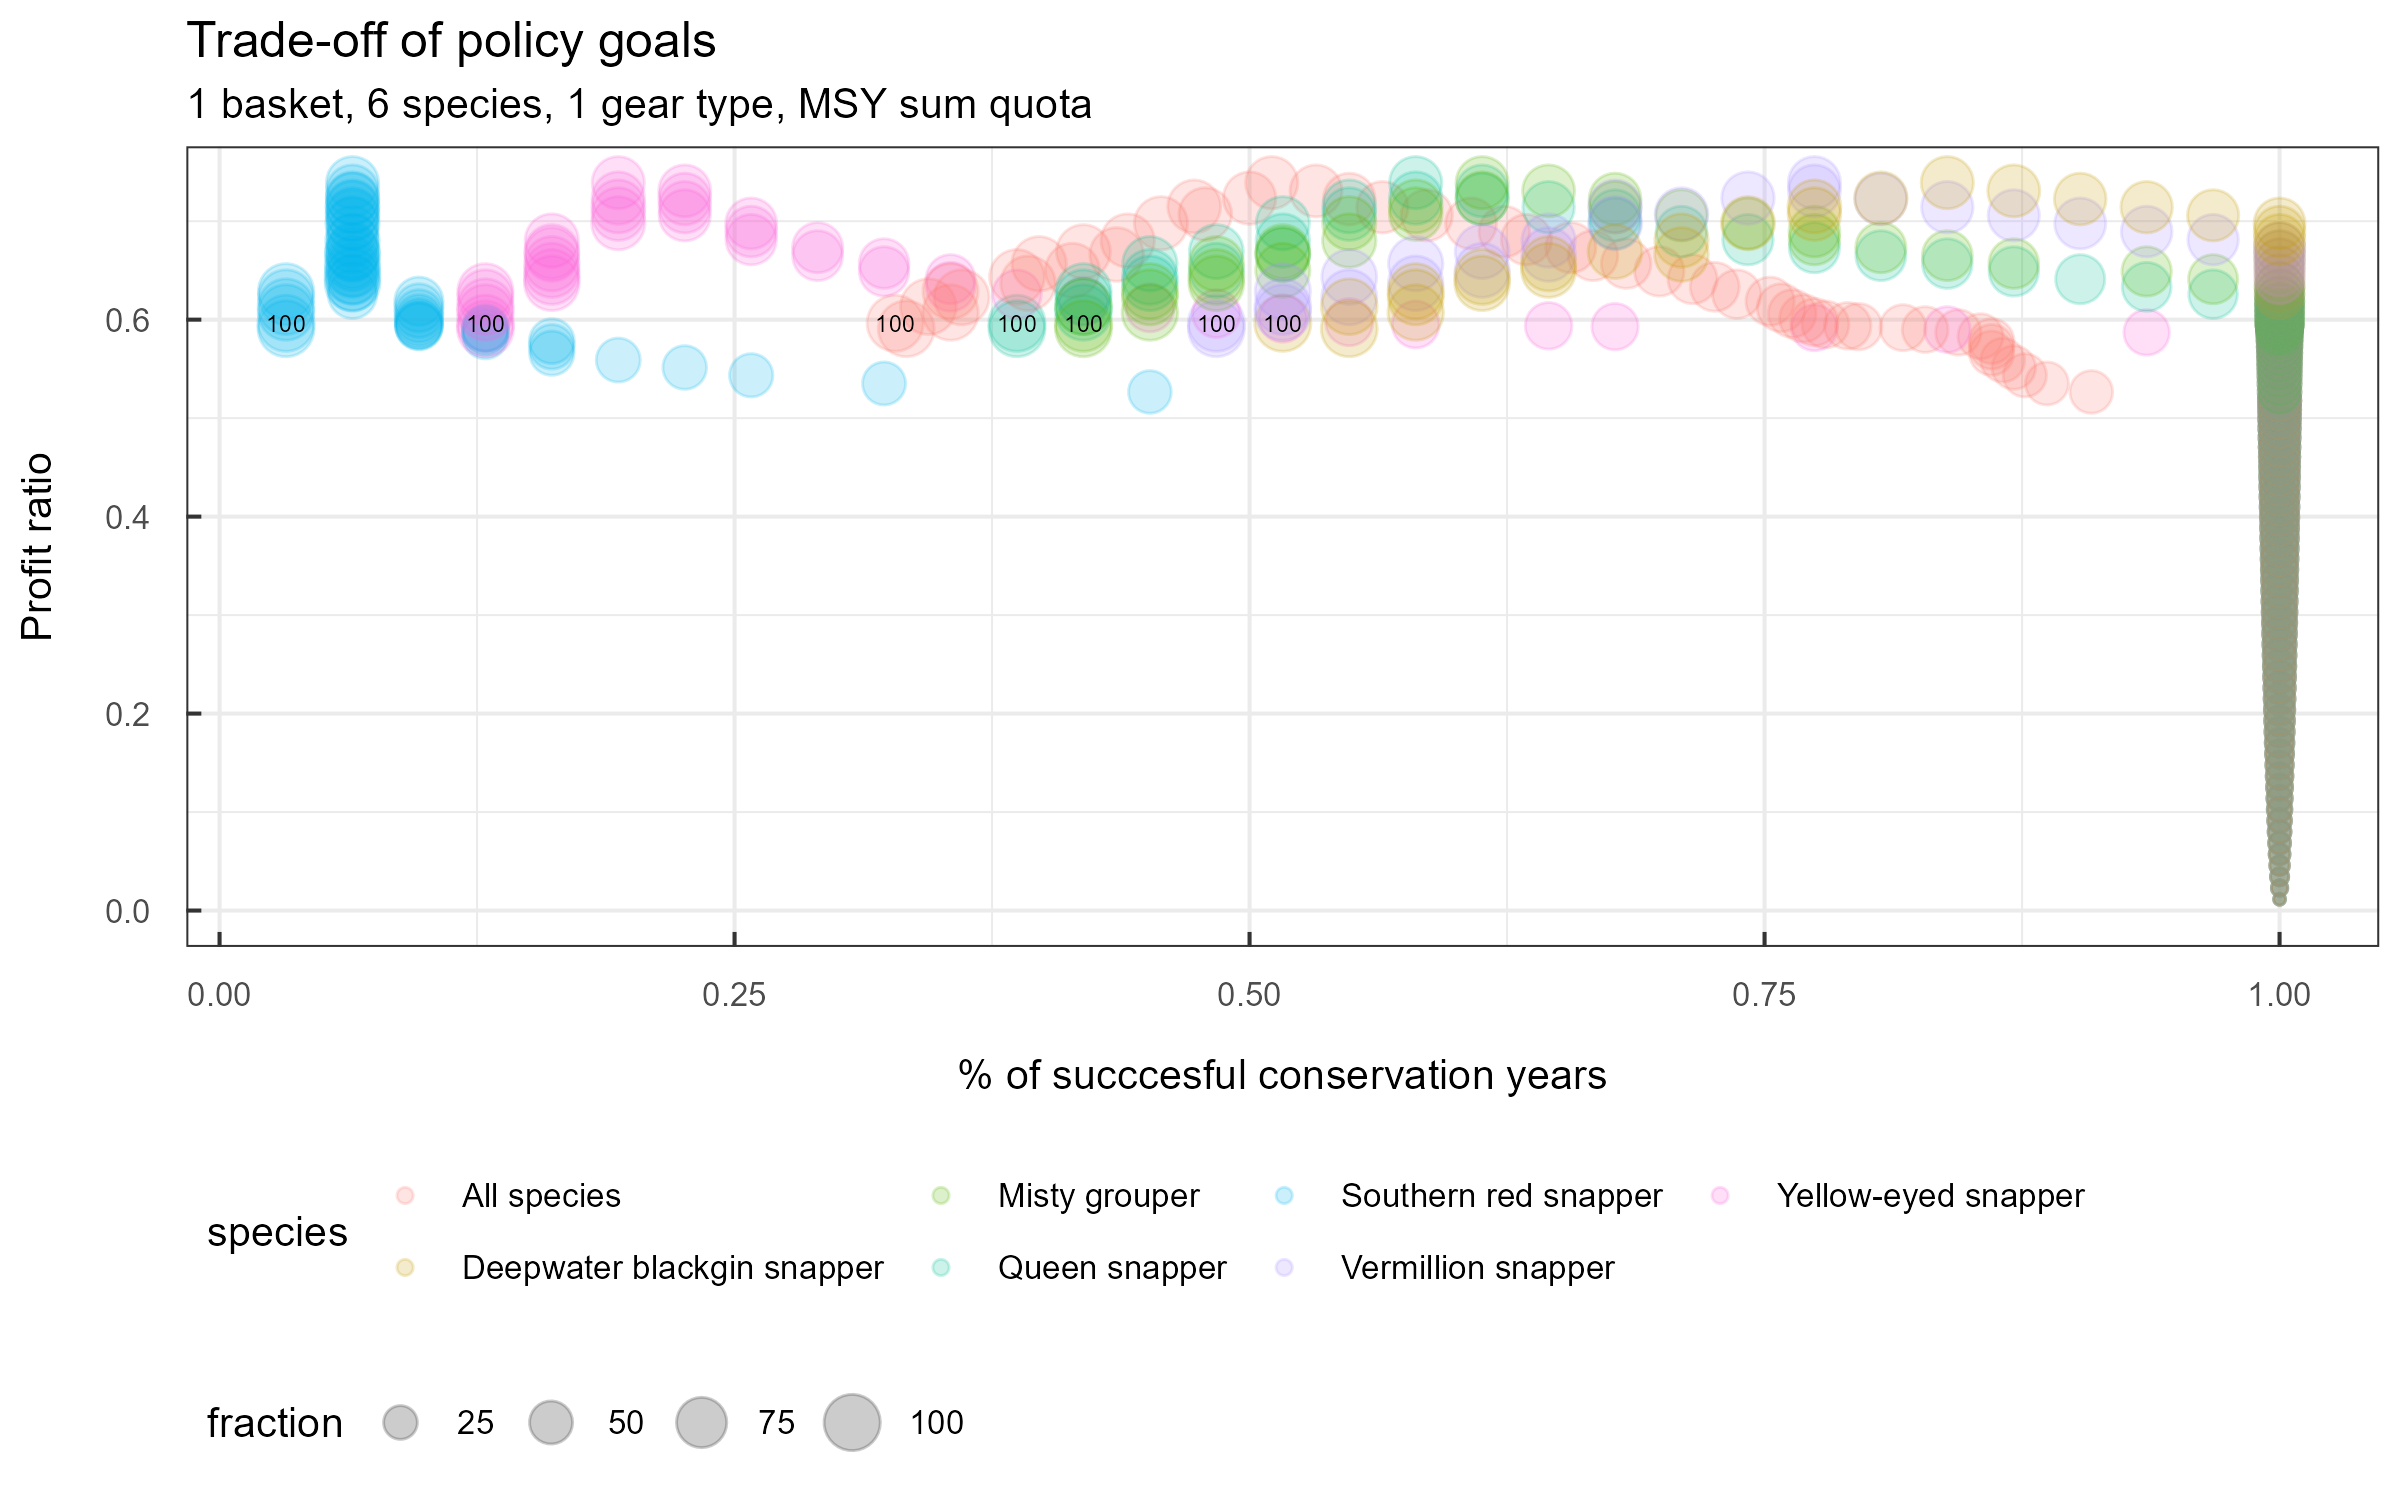 Trade-off of policy goals
1 basket, 6 species, 1 gear type, MSY sum quota
Profit ratio
0.6
0.4
0.2
0.0
100 100 100 100 100 100 100
0.00 0.25 0.50 0.75 1.00
% of succcesful conservation years
species
All species Misty grouper Southern red snapper Yellow-eyed snapper
Deepwater blackgin snapper Queen snapper Vermillion snapper
fraction 25 50 75 100